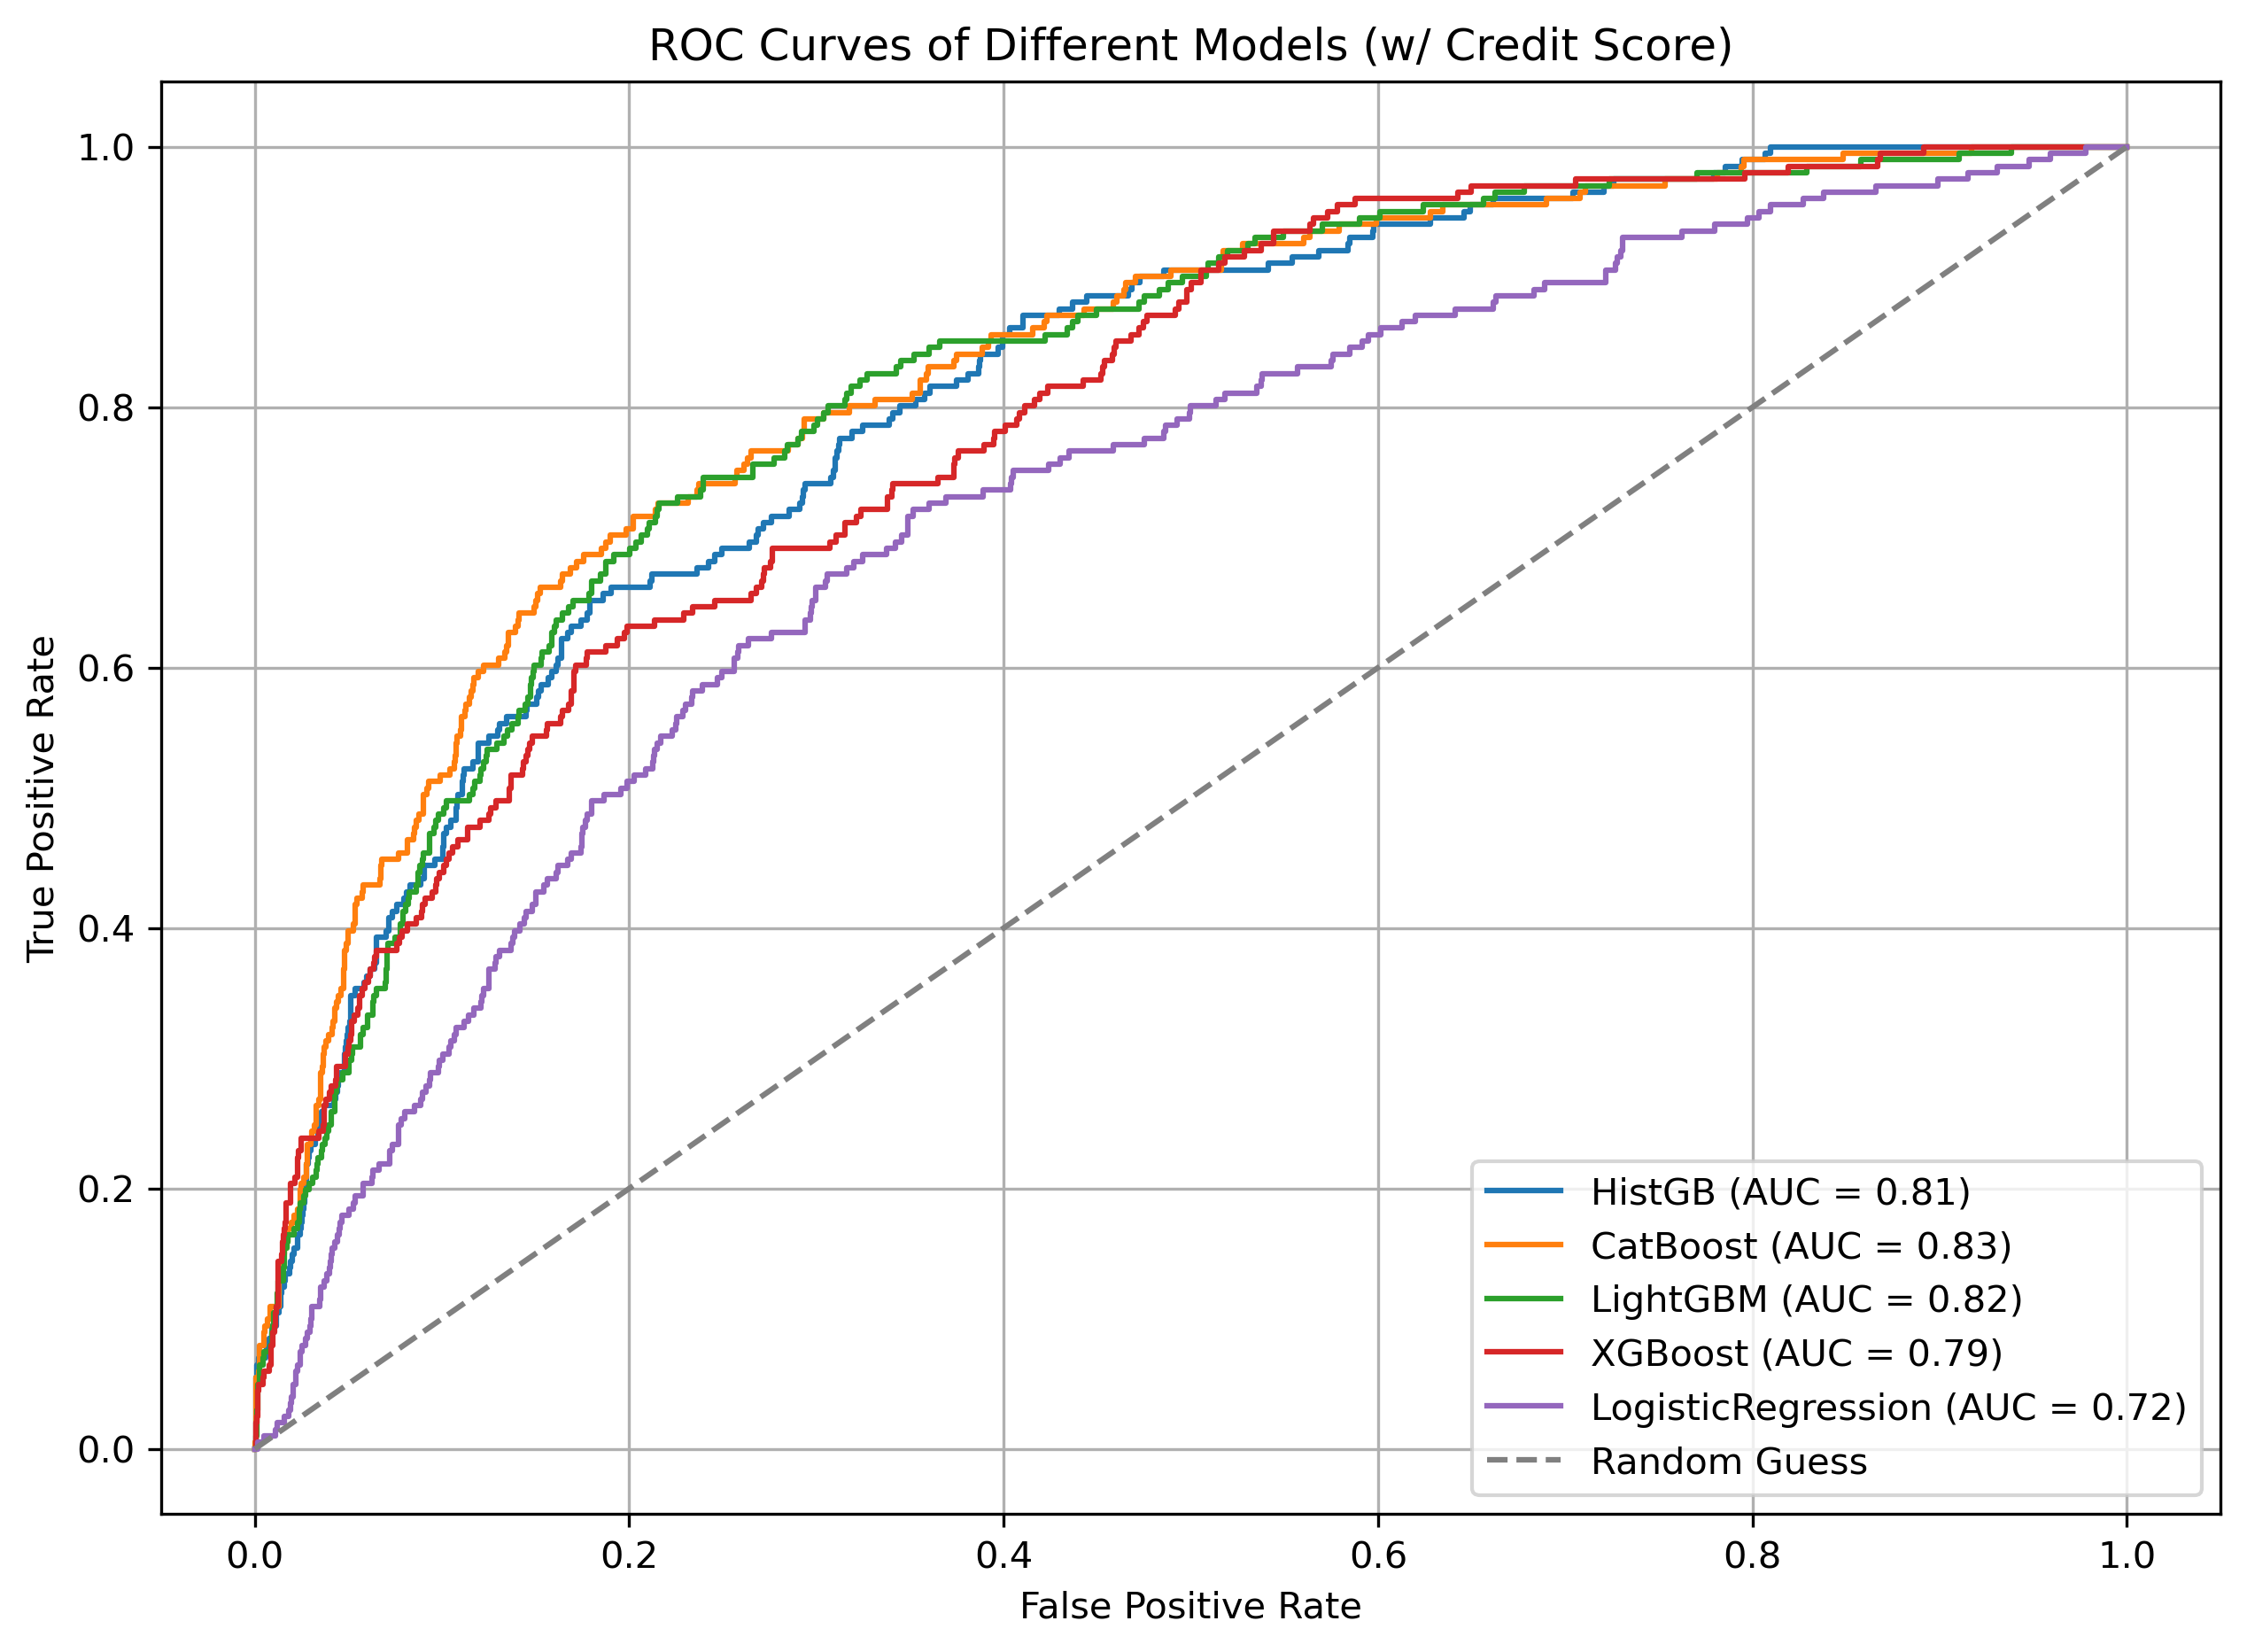 ROC Curves of Different Models (w/ Credit Score)
True Positive Rate
1.0
0.8
0.6
0.4
0.2
0.0
HistGB (AUC = 0.81)
CatBoost (AUC = 0.83)
LightGBM (AUC = 0.82)
XGBoost (AUC = 0.79)
LogisticRegression (AUC = 0.72)
Random Guess
0.0 0.2 0.4 0.6 0.8 1.0
False Positive Rate